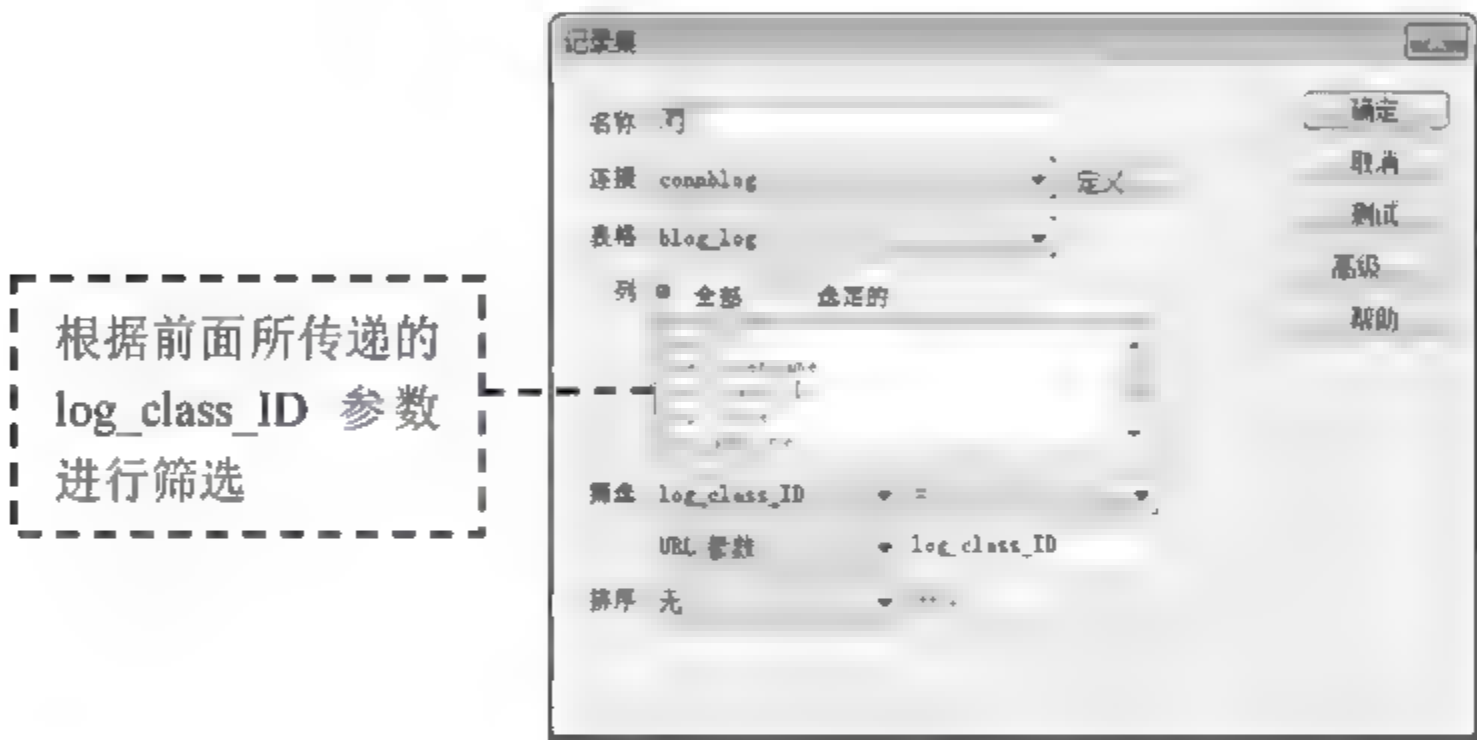 根据前面所传递的
log_class_ID 参数
进行筛选
记录集
名称
连接 connblog 定义
表格 blog_log
列 全部 选定的
筛选 log_class_ID =
URL 参数 log_class_ID
排序 无
确定
取消
测试
高级
帮助